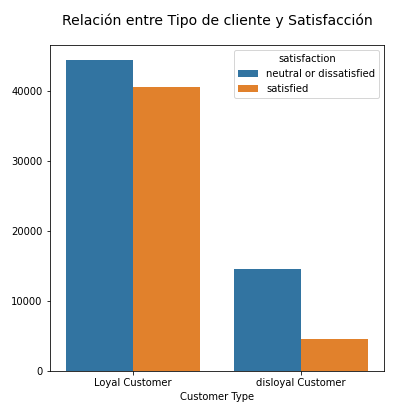 Relación entre Tipo de cliente y Satisfacción
satisfaction
neutral or dissatisfied
satisfied
40000
30000
20000
10000
0
Loyal Customer
disloyal Customer
Customer Type